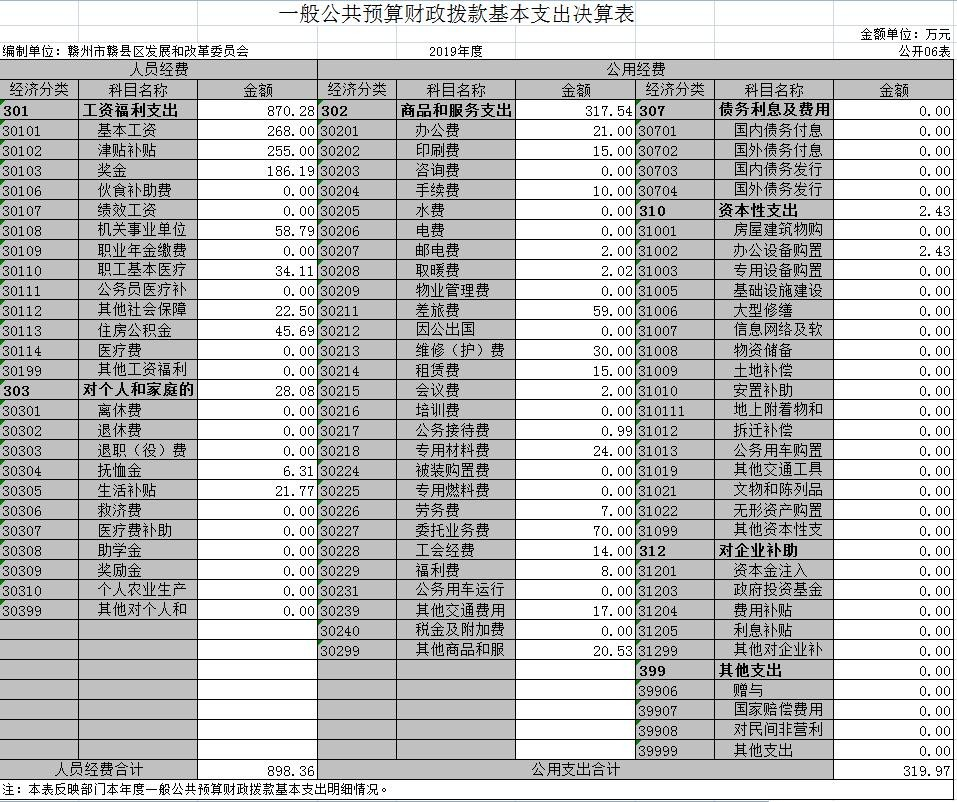 一般公共预算财政拨款基本支出决算表
金额单位：万元
编制单位：赣州市赣县区发展和改革委员会 2019年度 公开06表
人员经费 公用经费
经济分类 科目名称 金额 经济分类 科目名称 金额 经济分类 科目名称 金额
301 工资福利支出 870.28 302 商品和服务支出 317.54 307 债务利息及费用 0.00
30101 基本工资 268.00 30201 办公费 21.00 30701 国内债务付息 0.00
30102 津贴补贴 255.00 30202 印刷费 15.00 30702 国外债务付息 0.00
30103 奖金 186.19 30203 咨询费 0.00 30703 国内债务发行 0.00
30106 伙食补助费 0.00 30204 手续费 10.00 30704 国外债务发行 0.00
30107 绩效工资 0.00 30205 水费 0.00 310 资本性支出 2.43
30108 机关事业单位 58.79 30206 电费 0.00 31001 房屋建筑物购 0.00
30109 职业年金缴费 0.00 30207 邮电费 2.00 31002 办公设备购置 2.43
30110 职工基本医疗 34.11 30208 取暖费 2.02 31003 专用设备购置 0.00
30111 公务员医疗补 0.00 30209 物业管理费 0.00 31005 基础设施建设 0.00
30112 其他社会保障 22.50 30211 差旅费 59.00 31006 大型修缮 0.00
30113 住房公积金 45.69 30212 因公出国 0.00 31007 信息网络及软 0.00
30114 医疗费 0.00 30213 维修（护）费 30.00 31008 物资储备 0.00
30199 其他工资福利 0.00 30214 租赁费 15.00 31009 土地补偿 0.00
303 对个人和家庭的 28.08 30215 会议费 2.00 31010 安置补助 0.00
30301 离休费 0.00 30216 培训费 0.00 310111 地上附着物和 0.00
30302 退休费 0.00 30217 公务接待费 0.99 31012 拆迁补偿 0.00
30303 退职（役）费 0.00 30218 专用材料费 24.00 31013 公务用车购置 0.00
30304 抚恤金 6.31 30224 被装购置费 0.00 31019 其他交通工具 0.00
30305 生活补贴 21.77 30225 专用燃料费 0.00 31021 文物和陈列品 0.00
30306 救济费 0.00 30226 劳务费 7.00 31022 无形资产购置 0.00
30307 医疗费补助 0.00 30227 委托业务费 70.00 31099 其他资本性支 0.00
30308 助学金 0.00 30228 工会经费 14.00 312 对企业补助 0.00
30309 奖励金 0.00 30229 福利费 8.00 31201 资本金注入 0.00
30310 个人农业生产 0.00 30231 公务用车运行 0.00 31203 政府投资基金 0.00
30399 其他对个人和 0.00 30239 其他交通费用 17.00 31204 费用补贴 0.00
30240 税金及附加费 0.00 31205 利息补贴 0.00
30299 其他商品和服 20.53 31299 其他对企业补 0.00
399 其他支出 0.00
39906 赠与 0.00
39907 国家赔偿费用 0.00
39908 对民间非营利 0.00
39999 其他支出 0.00
人员经费合计 898.36 公用支出合计 319.97
注：本表反映部门本年度一般公共预算财政拨款基本支出明细情况。